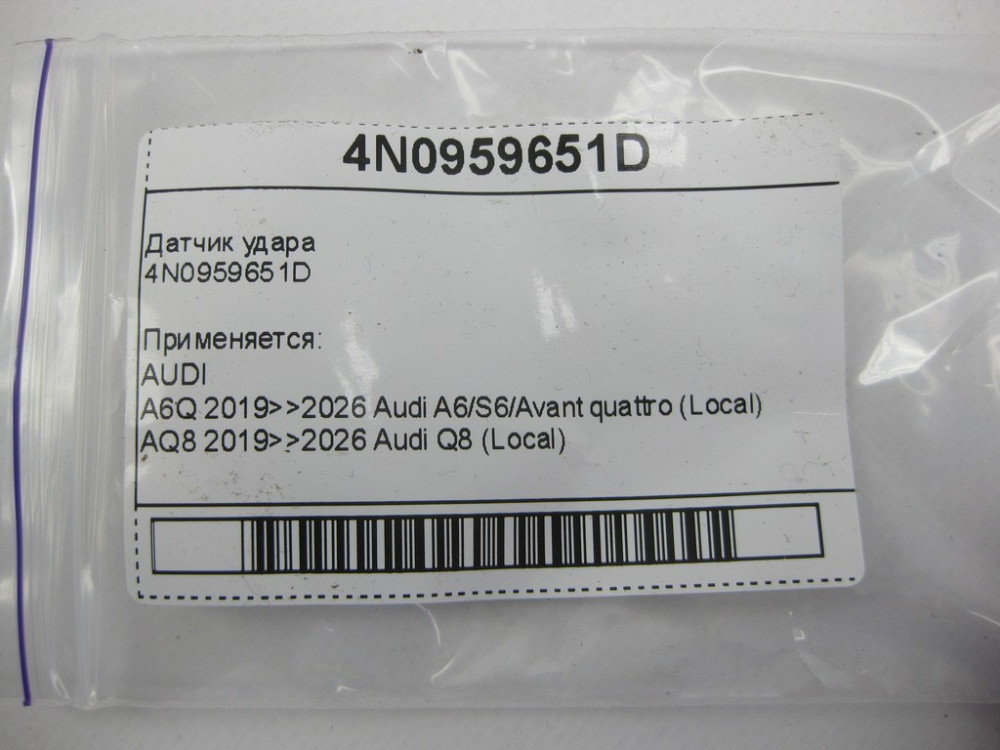 4N0959651D
Датчик удара
4N0959651D
Применяется:
AUDI
A6Q 2019>>2026 Audi A6/S6/Avant quattro (Local)
AQ8 2019>>2026 Audi Q8 (Local)